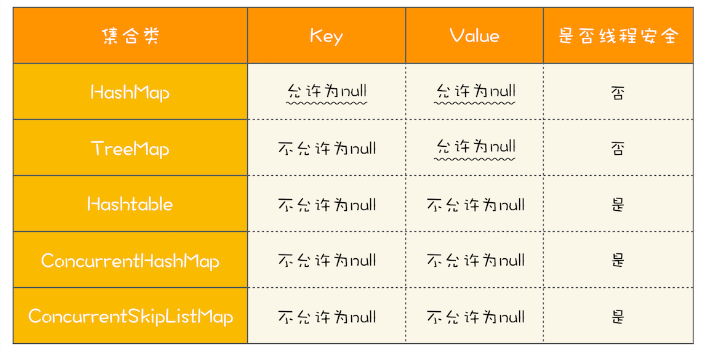 集合类 Key Value 是否线程安全
HashMap 允许为null 允许为null 否
TreeMap 不允许为null 允许为null 否
Hashtable 不允许为null 不允许为null 是
ConcurrentHashMap 不允许为null 不允许为null 是
ConcurrentSkipListMap 不允许为null 不允许为null 是